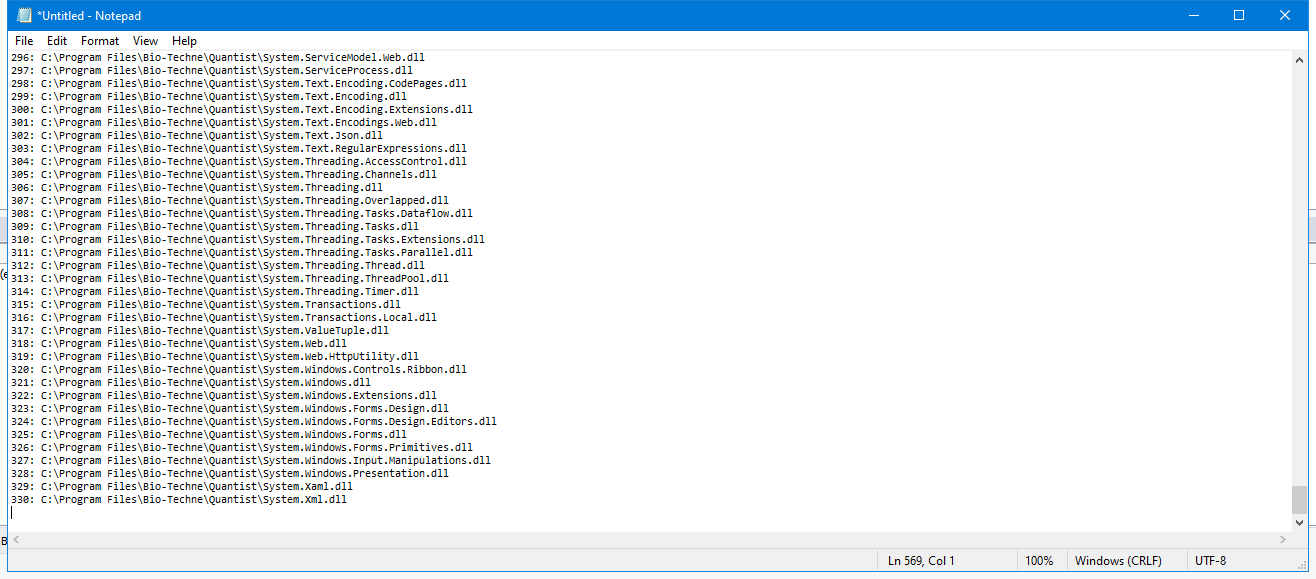 *Untitled - Notepad
File Edit Format View Help
296: C:\Program Files\Bio-Techne\Quantist\System.ServiceModel.Web.dll
297: C:\Program Files\Bio-Techne\Quantist\System.ServiceProcess.dll
298: C:\Program Files\Bio-Techne\Quantist\System.Text.Encoding.CodePages.dll
299: C:\Program Files\Bio-Techne\Quantist\System.Text.Encoding.dll
300: C:\Program Files\Bio-Techne\Quantist\System.Text.Encoding.Extensions.dll
301: C:\Program Files\Bio-Techne\Quantist\System.Text.Encodings.Web.dll
302: C:\Program Files\Bio-Techne\Quantist\System.Text.Json.dll
303: C:\Program Files\Bio-Techne\Quantist\System.Text.RegularExpressions.dll
304: C:\Program Files\Bio-Techne\Quantist\System.Threading.AccessControl.dll
305: C:\Program Files\Bio-Techne\Quantist\System.Threading.Channels.dll
306: C:\Program Files\Bio-Techne\Quantist\System.Threading.dll
307: C:\Program Files\Bio-Techne\Quantist\System.Threading.Overlapped.dll
308: C:\Program Files\Bio-Techne\Quantist\System.Threading.Tasks.Dataflow.dll
309: C:\Program Files\Bio-Techne\Quantist\System.Threading.Tasks.dll
310: C:\Program Files\Bio-Techne\Quantist\System.Threading.Tasks.Extensions.dll
311: C:\Program Files\Bio-Techne\Quantist\System.Threading.Tasks.Parallel.dll
312: C:\Program Files\Bio-Techne\Quantist\System.Threading.Thread.dll
313: C:\Program Files\Bio-Techne\Quantist\System.Threading.ThreadPool.dll
314: C:\Program Files\Bio-Techne\Quantist\System.Threading.Timer.dll
315: C:\Program Files\Bio-Techne\Quantist\System.Transactions.dll
316: C:\Program Files\Bio-Techne\Quantist\System.Transactions.Local.dll
317: C:\Program Files\Bio-Techne\Quantist\System.ValueTuple.dll
318: C:\Program Files\Bio-Techne\Quantist\System.Web.dll
319: C:\Program Files\Bio-Techne\Quantist\System.Web.HttpUtility.dll
320: C:\Program Files\Bio-Techne\Quantist\System.Windows.Controls.Ribbon.dll
321: C:\Program Files\Bio-Techne\Quantist\System.Windows.dll
322: C:\Program Files\Bio-Techne\Quantist\System.Windows.Extensions.dll
323: C:\Program Files\Bio-Techne\Quantist\System.Windows.Forms.Design.dll
324: C:\Program Files\Bio-Techne\Quantist\System.Windows.Forms.Design.Editors.dll
325: C:\Program Files\Bio-Techne\Quantist\System.Windows.Forms.dll
326: C:\Program Files\Bio-Techne\Quantist\System.Windows.Forms.Primitives.dll
327: C:\Program Files\Bio-Techne\Quantist\System.Windows.Input.Manipulations.dll
328: C:\Program Files\Bio-Techne\Quantist\System.Windows.Presentation.dll
329: C:\Program Files\Bio-Techne\Quantist\System.Xaml.dll
330: C:\Program Files\Bio-Techne\Quantist\System.Xml.dll
Ln 569, Col 1 100% Windows (CRLF) UTF-8